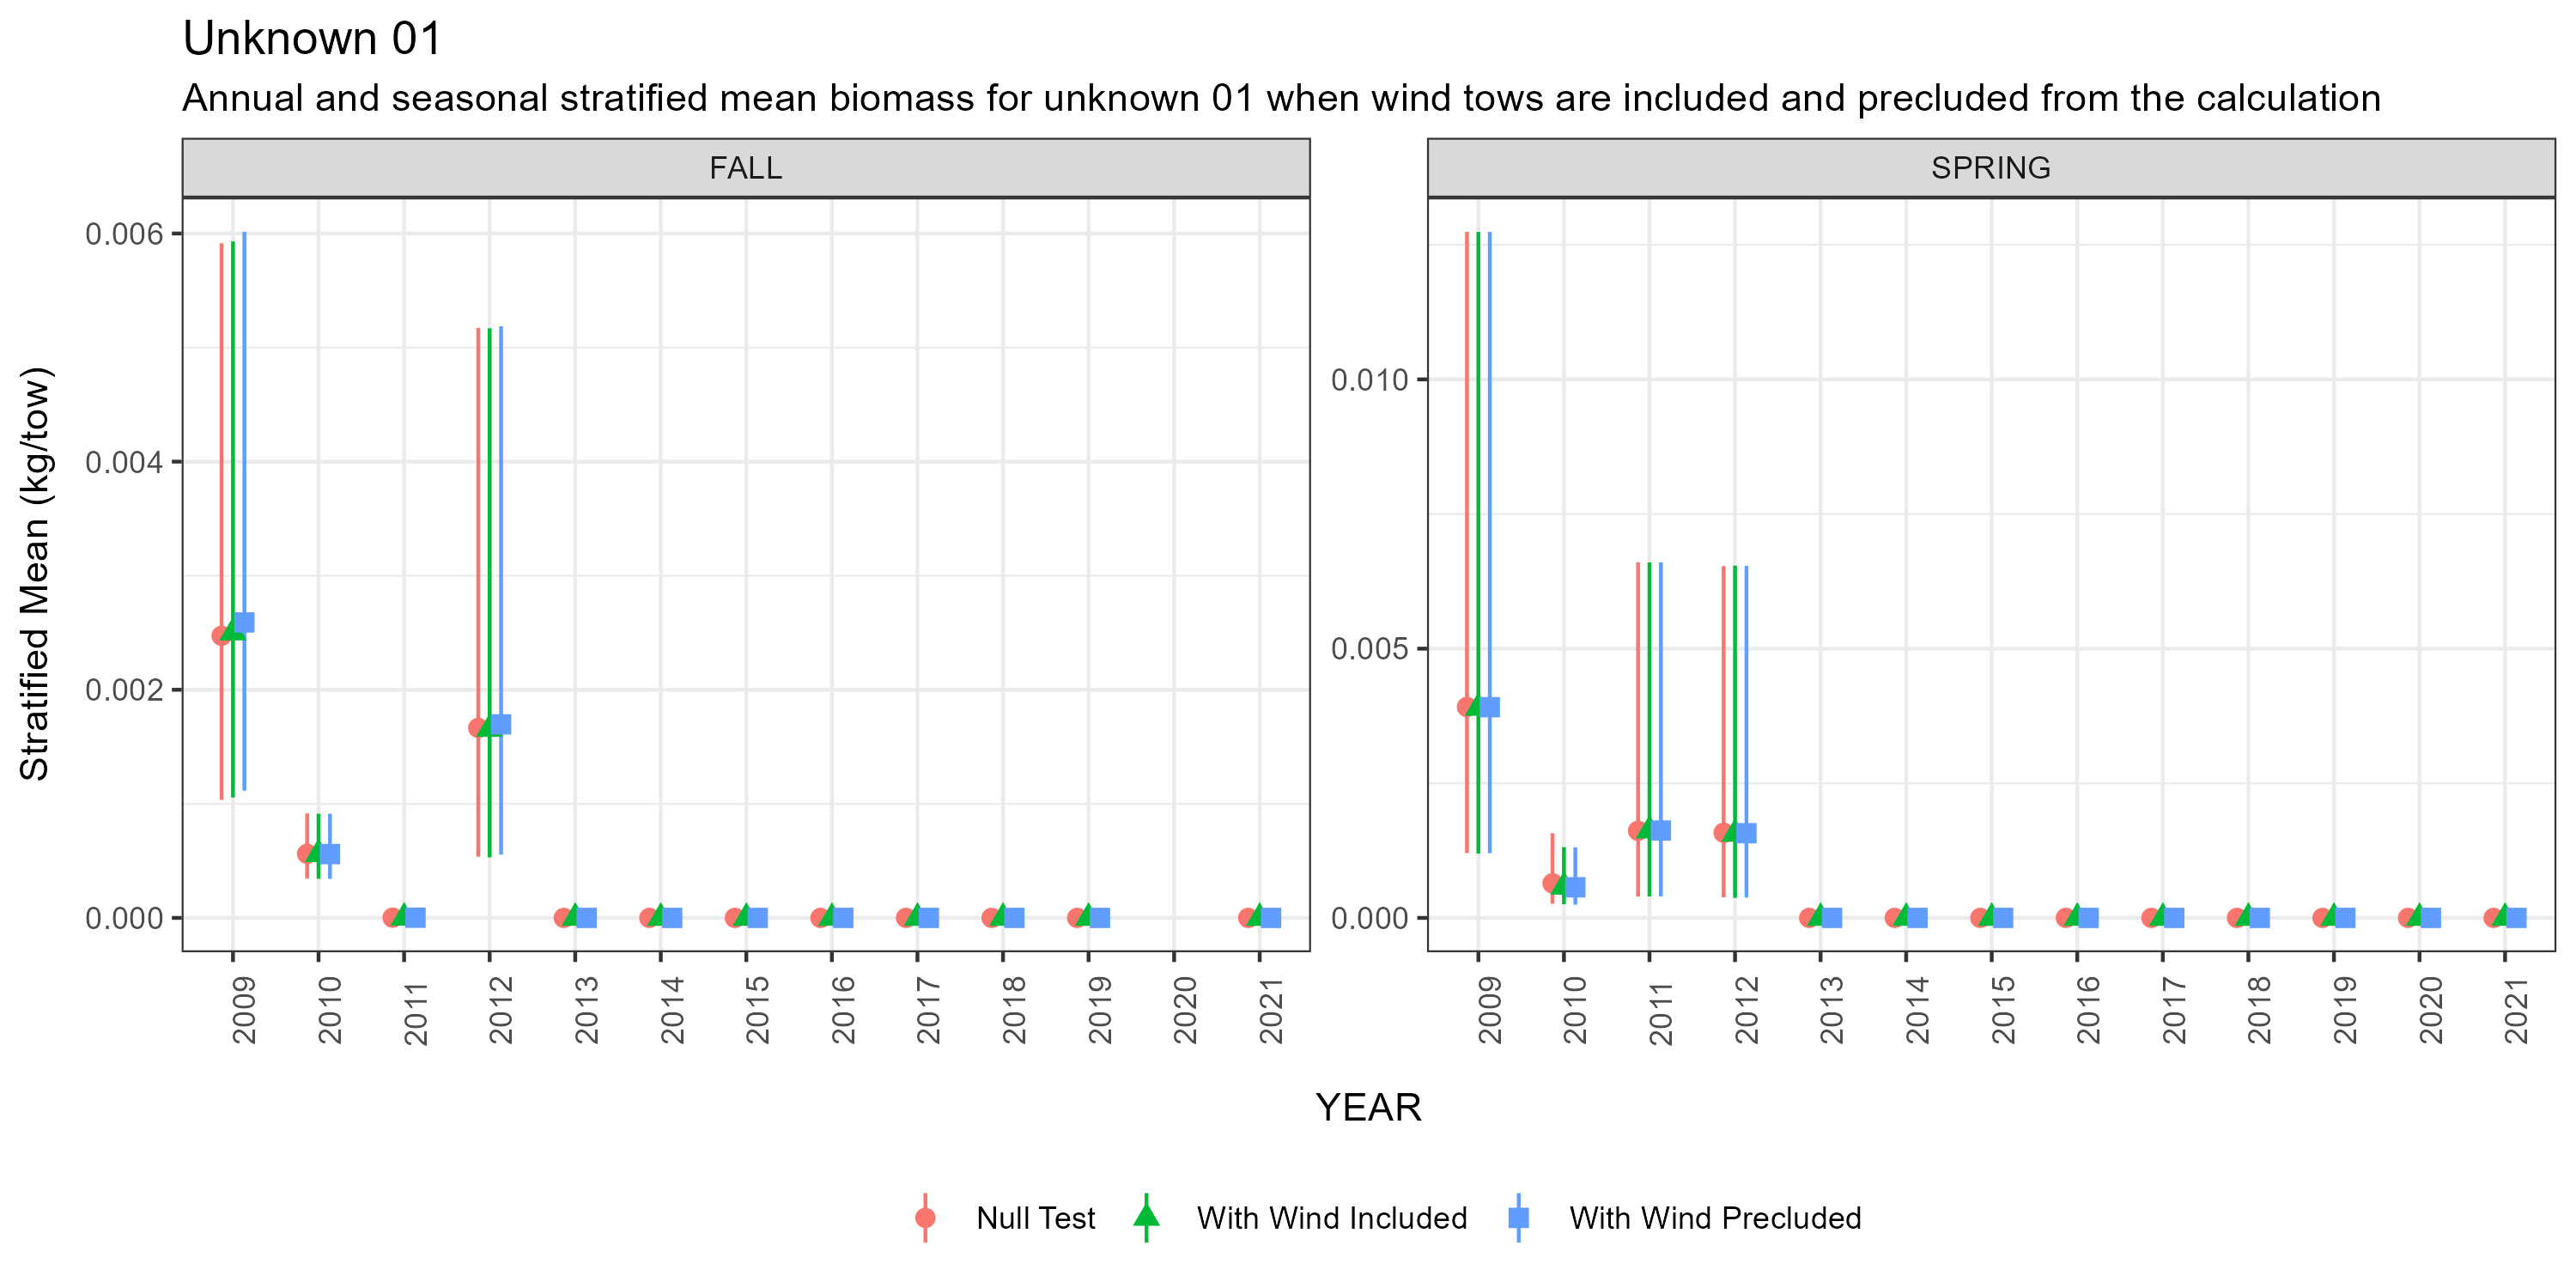 Unknown 01
Annual and seasonal stratified mean biomass for unknown 01 when wind tows are included and precluded from the calculation
FALL
SPRING
Stratified Mean (kg/tow)
0.006
0.004
0.002
0.000
0.010
0.005
0.000
2009 2010 2011 2012 2013 2014 2015 2016 2017 2018 2019 2020 2021
2009 2010 2011 2012 2013 2014 2015 2016 2017 2018 2019 2020 2021
YEAR
Null Test With Wind Included With Wind Precluded